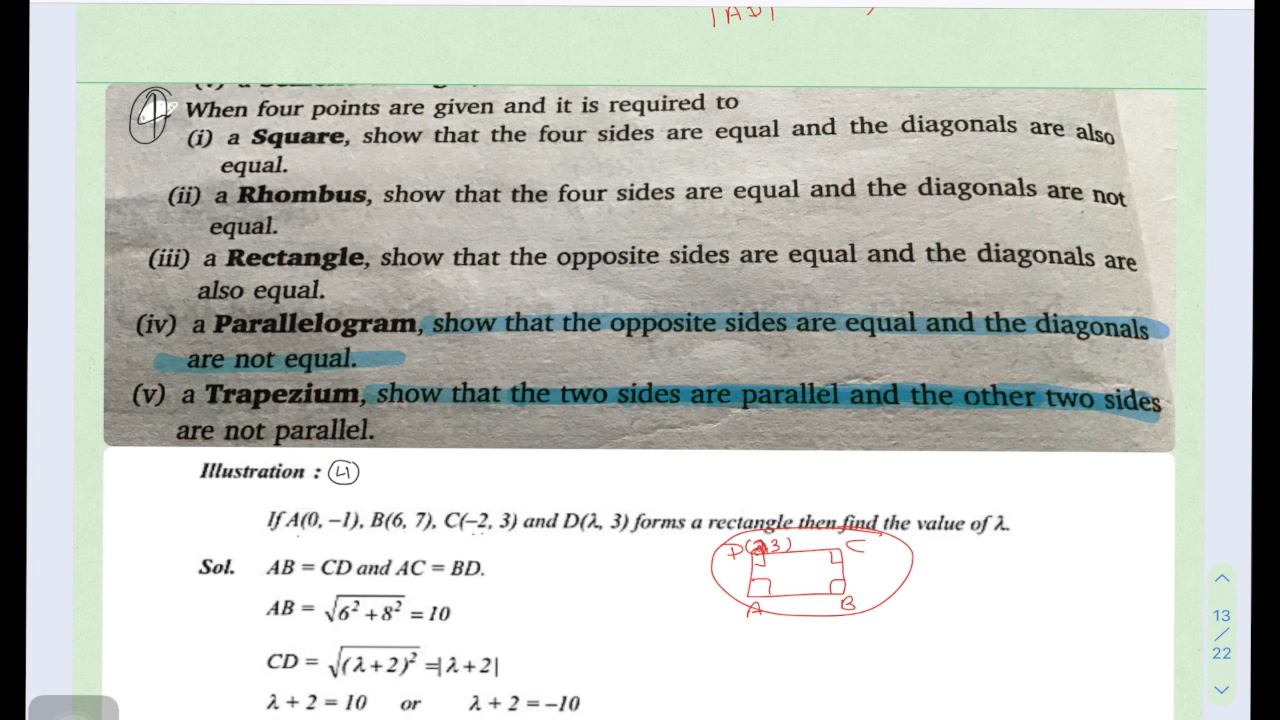 |AD|
When four points are given and it is required to
(i) a Square, show that the four sides are equal and the diagonals are also
equal.
(ii) a Rhombus, show that the four sides are equal and the diagonals are not
equal.
(iii) a Rectangle, show that the opposite sides are equal and the diagonals are
also equal.
(iv) a Parallelogram, show that the opposite sides are equal and the diagonals
are not equal.
(v) a Trapezium, show that the two sides are parallel and the other two sides
are not parallel.
Illustration : 4
If A(0, –1), B(6, 7), C(–2, 3) and D(λ, 3) forms a rectangle then find the value of λ.
D( 3) C
Sol. AB = CD and AC = BD.
A B
AB = √6² + 8² = 10
CD = √(λ + 2)² =|λ + 2|
λ + 2 = 10 or λ + 2 = –10
13
/
22